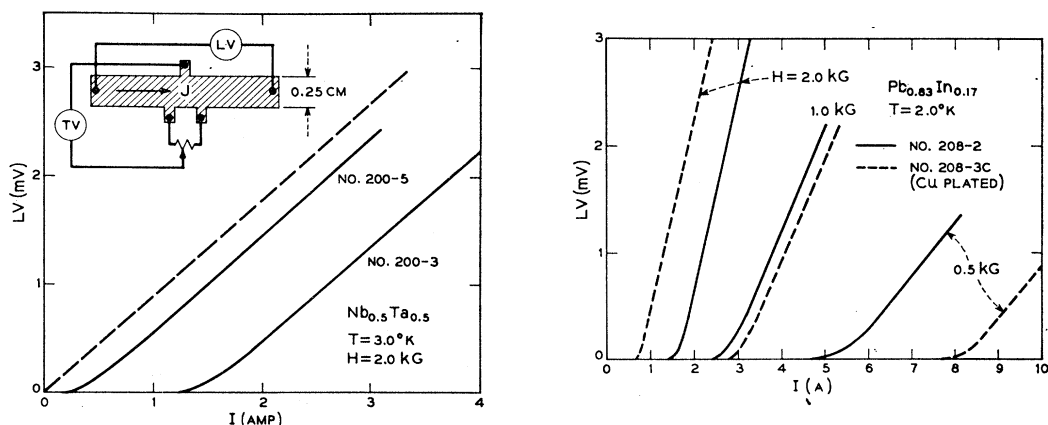 LV (mV)
3
2
1
0
0
1
2
3
4
I (AMP)
LV
TV
J
0.25 CM
NO. 200-5
NO. 200-3
Nb0.5Ta0.5
T=3.0°K
H=2.0 kG
LV (mV)
3
2
1
0
0
1
2
3
4
5
6
7
8
9
10
I (A)
H=2.0 kG
1.0 kG
0.5 kG
Pb0.83In0.17
T=2.0°K
NO. 208-2
NO. 208-3C
(Cu PLATED)